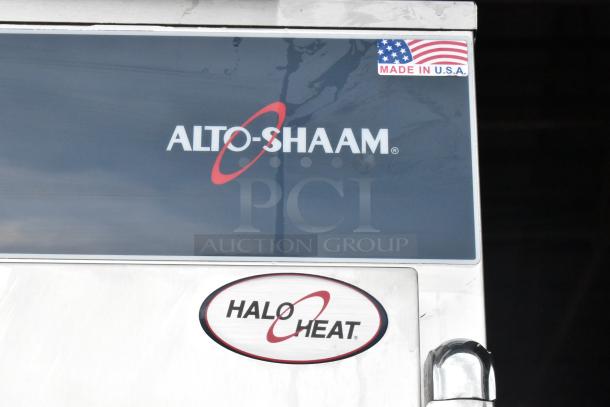 MADE IN U.S.A.
ALTO-SHAAM®
PCI
AUCTION GROUP
HALO
HEAT®